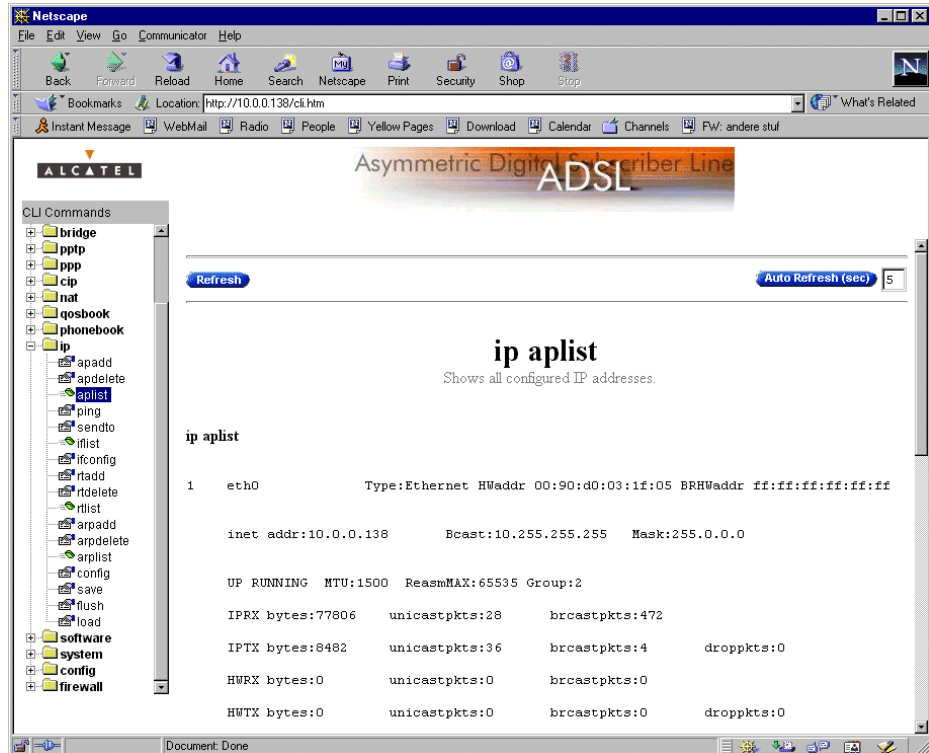 Netscape
File Edit View Go Communicator Help
Back Forward Reload Home Search Netscape Print Security Shop Stop
My
N
Bookmarks Location: http://10.0.0.138/cli.htm What's Related
Instant Message WebMail Radio People Yellow Pages Download Calendar Channels FW: andere stuf
ALCATEL
Asymmetric Digital Subscriber Line
ADSL
CLI Commands
bridge
pptp
ppp
cip
nat
qosbook
phonebook
ip
apadd
apdelete
aplist
ping
sendto
iflist
ifconfig
rtadd
rtdelete
rtlist
arpadd
arpdelete
arplist
config
save
flush
load
software
system
config
firewall
Refresh Auto Refresh (sec) 5
ip aplist
Shows all configured IP addresses.
ip aplist
1 eth0 Type:Ethernet HWaddr 00:90:d0:03:1f:05 BRHWaddr ff:ff:ff:ff:ff:ff
inet addr:10.0.0.138 Bcast:10.255.255.255 Mask:255.0.0.0
UP RUNNING MTU:1500 ReasmMAX:65535 Group:2
IPRX bytes:77806 unicastpkts:28 brcastpkts:472
IPTX bytes:8482 unicastpkts:36 brcastpkts:4 droppkts:0
HWRX bytes:0 unicastpkts:0 brcastpkts:0
HWTX bytes:0 unicastpkts:0 brcastpkts:0 droppkts:0
Document: Done